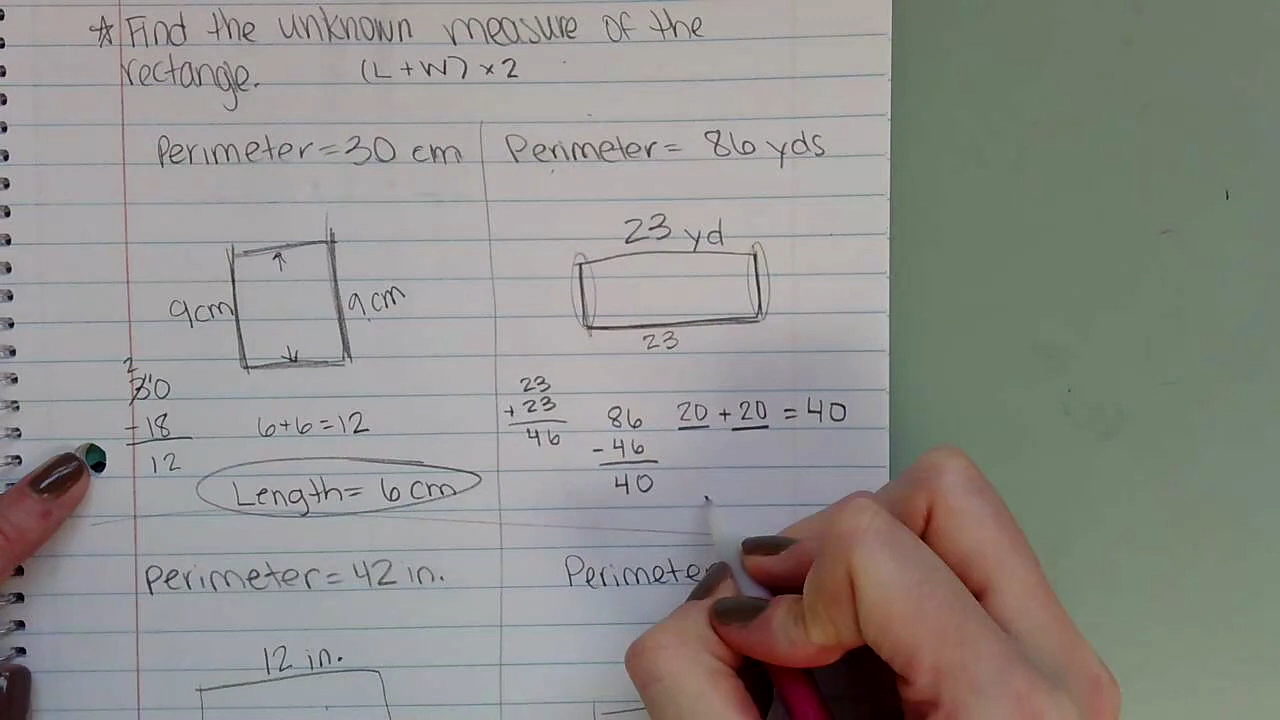 ☆ Find the unknown measure of the
rectangle. (L + W) × 2
Perimeter = 30 cm
9cm
9cm
2
30
-18
12
6+6=12
Length = 6 cm
Perimeter = 86 yds
23 yd
23
23
+23
46
86
-46
40
20 + 20 = 40
Perimeter = 42 in.
12 in.
Perimeter